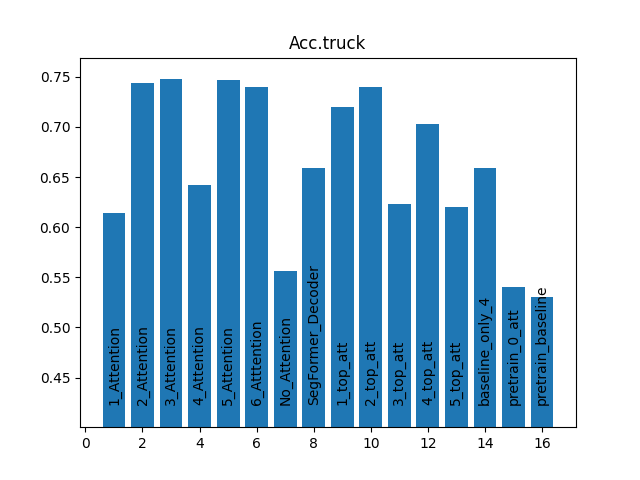 Acc.truck
0.75
0.70
0.65
0.60
0.55
0.50
0.45
1_Attention
2_Attention
3_Attention
4_Attention
5_Attention
6_Atttention
No_Attention
SegFormer_Decoder
1_top_att
2_top_att
3_top_att
4_top_att
5_top_att
baseline_only_4
pretrain_0_att
pretrain_baseline
0 2 4 6 8 10 12 14 16